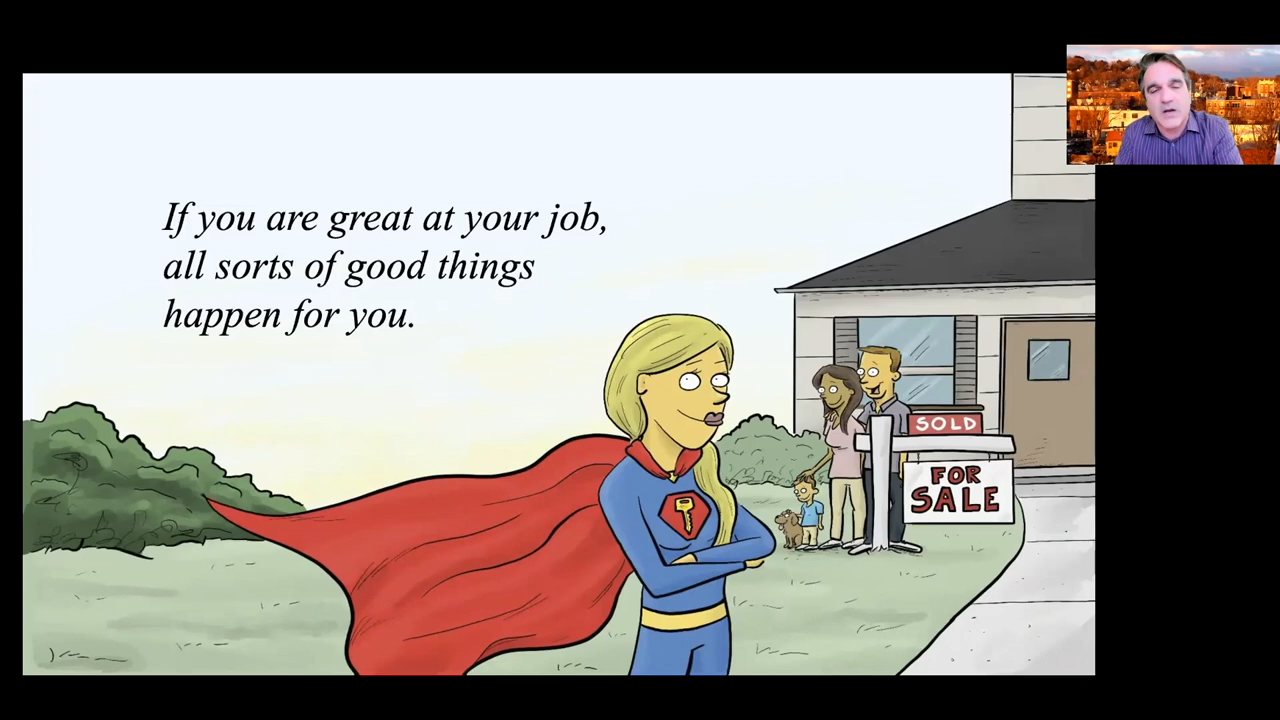 If you are great at your job,
all sorts of good things
happen for you.
SOLD
FOR
SALE